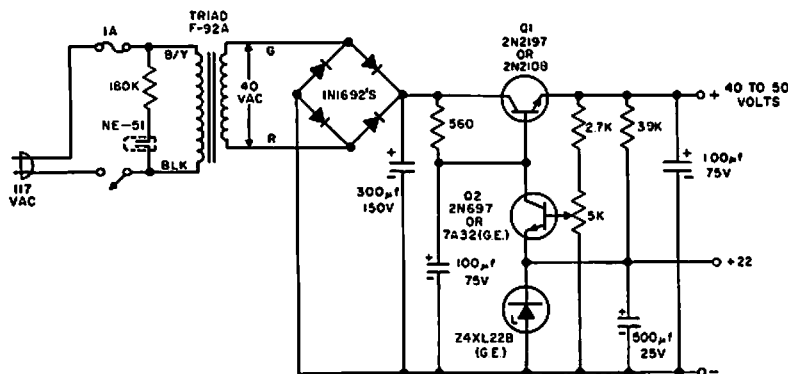 TRIAD
F-92A
1A
B/Y
G
180K
40
VAC
1N1692'S
NE-51
R
BLK
117
VAC
Q1
2N2197
OR
2N2108
+ 40 TO 50
VOLTS
560
2.7K
39K
+
-
100μf
75V
+
-
300μf
150V
Q2
2N697
OR
7A32(G.E.)
5K
+
-
100μf
75V
+22
L
Z4XL22B
(G.E.)
+
-
500μf
25V
-